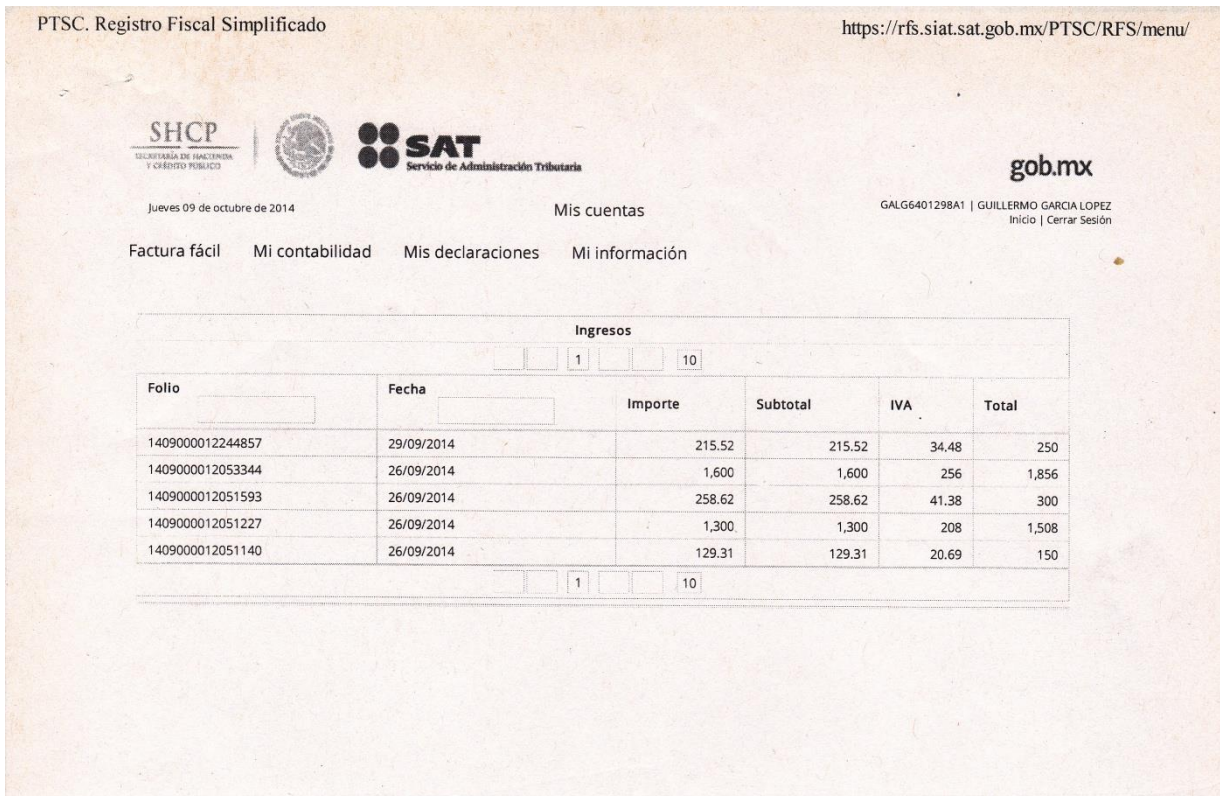 PTSC. Registro Fiscal Simplificado https://rfs.siat.sat.gob.mx/PTSC/RFS/menu/
SHCP
SECRETARÍA DE HACIENDA
Y CRÉDITO PÚBLICO
SAT
Servicio de Administración Tributaria
gob.mx
Jueves 09 de octubre de 2014 Mis cuentas GALG6401298A1 | GUILLERMO GARCIA LOPEZ
Inicio | Cerrar Sesión
Factura fácil Mi contabilidad Mis declaraciones Mi información
Ingresos
1 10
Folio Fecha Importe Subtotal IVA Total
1409000012244857 29/09/2014 215.52 215.52 34.48 250
1409000012053344 26/09/2014 1,600 1,600 256 1,856
1409000012051593 26/09/2014 258.62 258.62 41.38 300
1409000012051227 26/09/2014 1,300 1,300 208 1,508
1409000012051140 26/09/2014 129.31 129.31 20.69 150
1 10